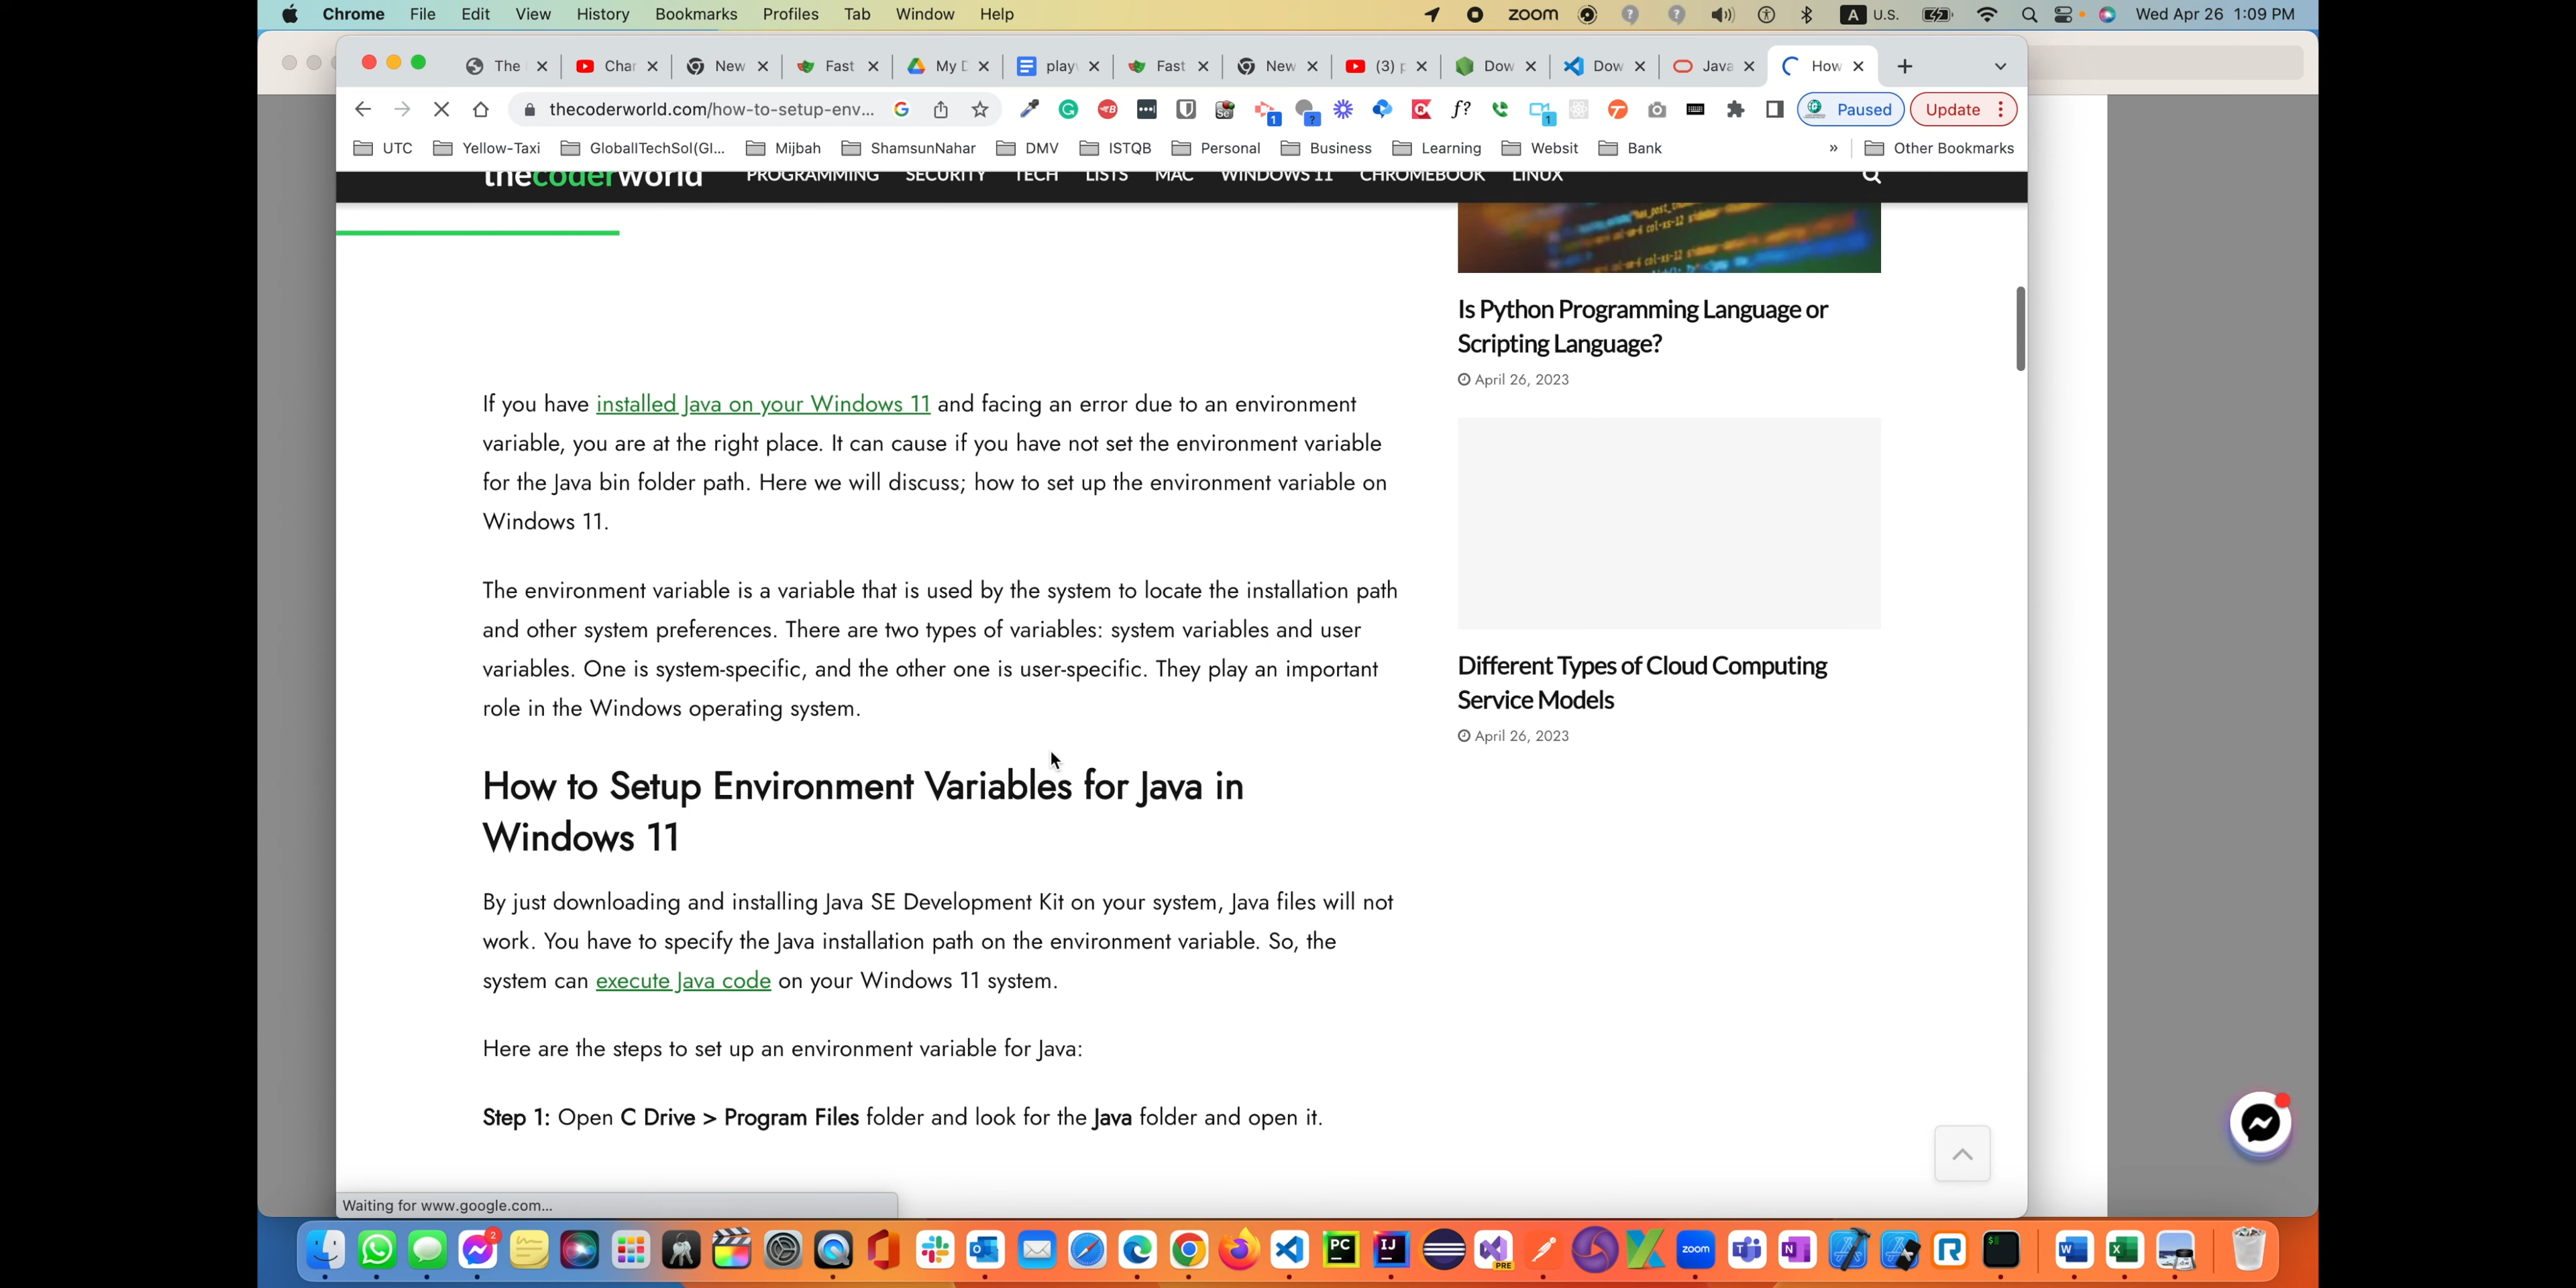 Chrome File Edit View History Bookmarks Profiles Tab Window Help zoom A U.S. Wed Apr 26 1:09 PM
The Char New Fast My D play Fast New (3) p Dow Dow Java How
thecoderworld.com/how-to-setup-env... f? 1 ? 1 Paused Update
UTC Yellow-Taxi GlobalITechSol(Gl... Mijbah ShamsunNahar DMV ISTQB Personal Business Learning Websit Bank » Other Bookmarks
thecoderworld PROGRAMMING SECURITY TECH LISTS MAC WINDOWS 11 CHROMEBOOK LINUX
If you have installed Java on your Windows 11 and facing an error due to an environment
variable, you are at the right place. It can cause if you have not set the environment variable
for the Java bin folder path. Here we will discuss; how to set up the environment variable on
Windows 11.
The environment variable is a variable that is used by the system to locate the installation path
and other system preferences. There are two types of variables: system variables and user
variables. One is system-specific, and the other one is user-specific. They play an important
role in the Windows operating system.
How to Setup Environment Variables for Java in
Windows 11
By just downloading and installing Java SE Development Kit on your system, Java files will not
work. You have to specify the Java installation path on the environment variable. So, the
system can execute Java code on your Windows 11 system.
Here are the steps to set up an environment variable for Java:
Step 1: Open C Drive > Program Files folder and look for the Java folder and open it.
Is Python Programming Language or
Scripting Language?
April 26, 2023
Different Types of Cloud Computing
Service Models
April 26, 2023
Waiting for www.google.com...
2 PC IJ PRE zoom W X